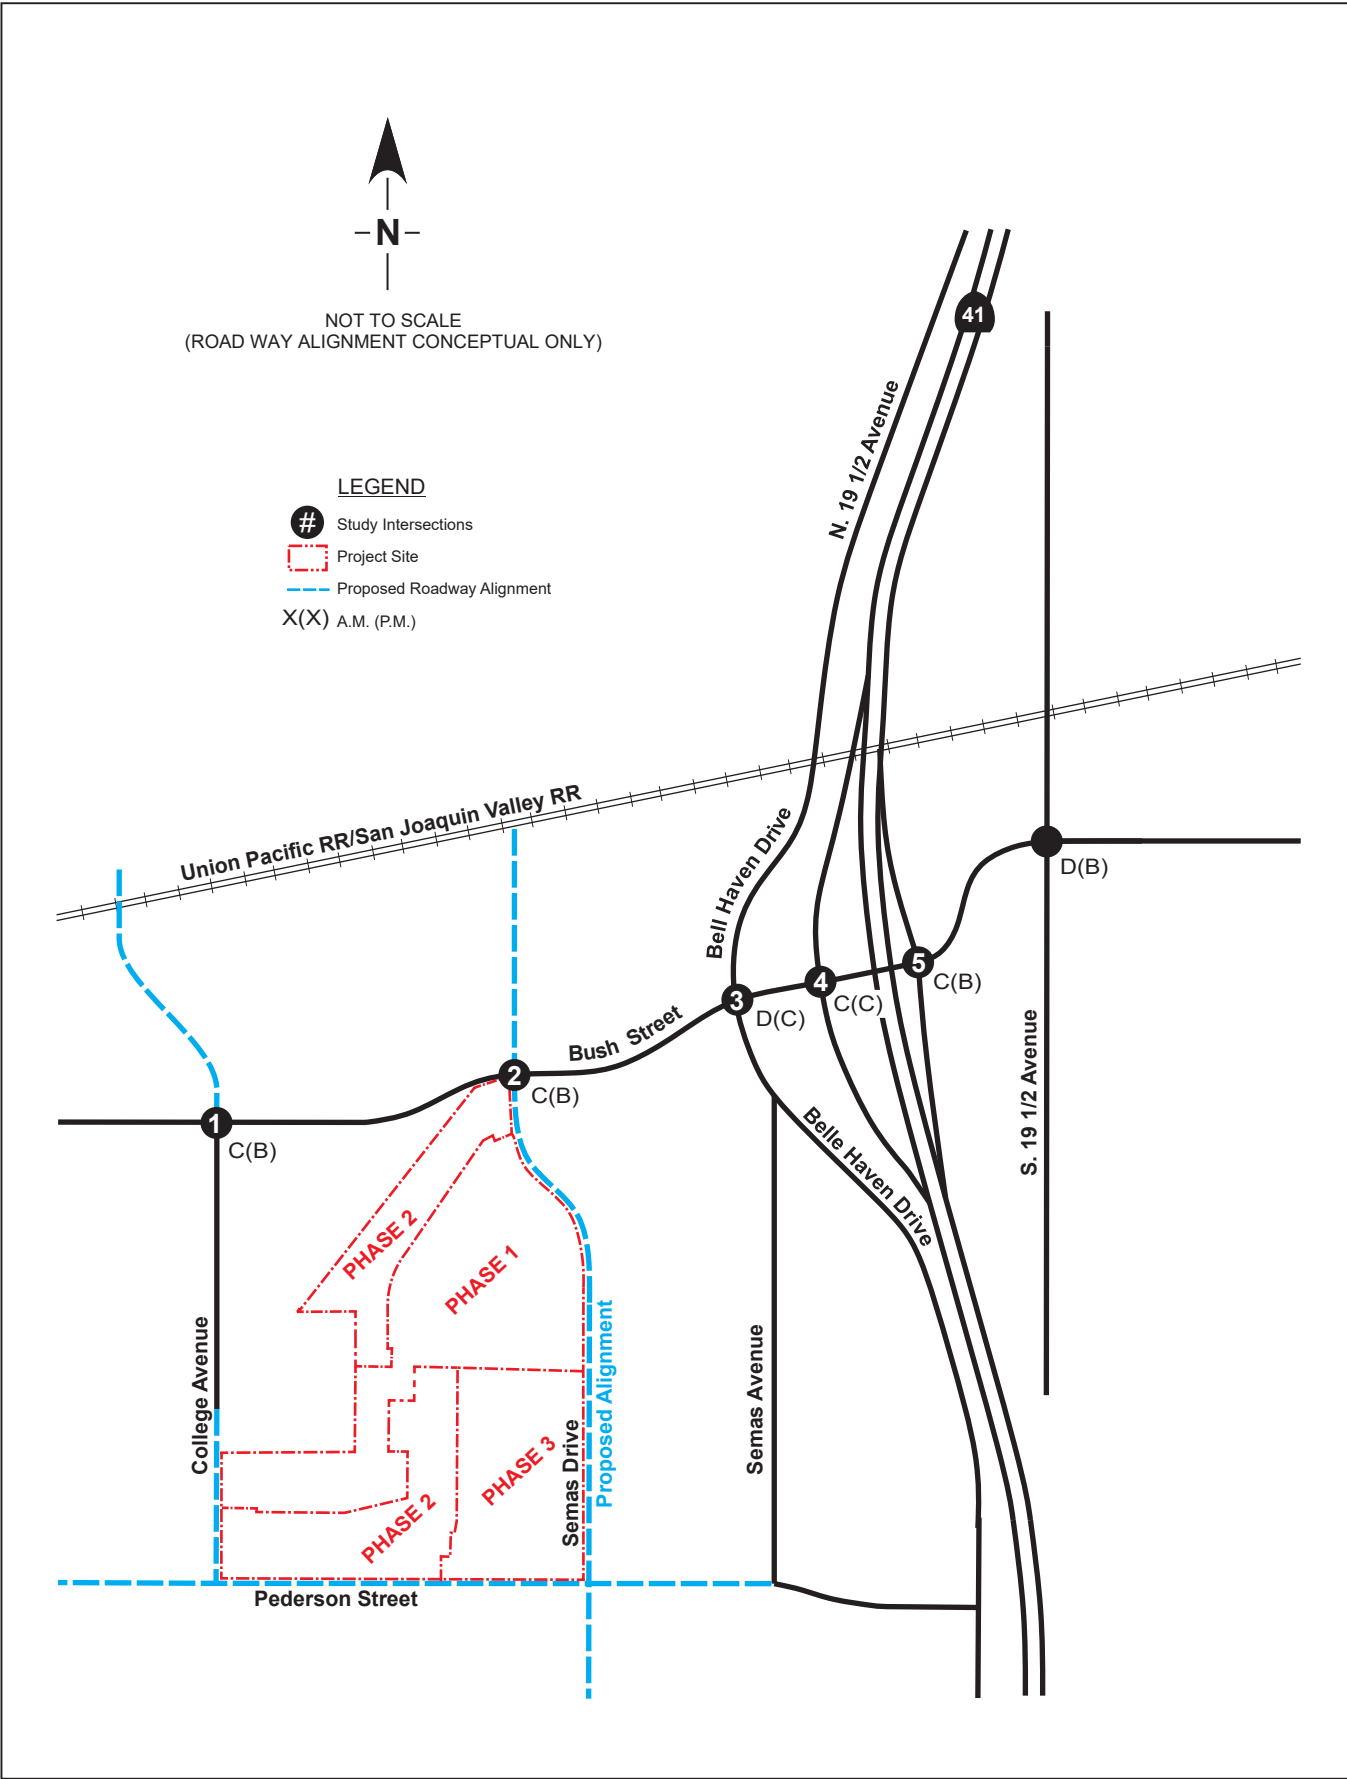 N
NOT TO SCALE
(ROAD WAY ALIGNMENT CONCEPTUAL ONLY)
41
N. 19 1/2 Avenue
LEGEND
# Study Intersections
Project Site
Proposed Roadway Alignment
X(X) A.M. (P.M.)
Union Pacific RR/San Joaquin Valley RR
Bell Haven Drive
D(B)
5
C(B)
4
C(C)
3
D(C)
Bush Street
2
C(B)
1
C(B)
S. 19 1/2 Avenue
Belle Haven Drive
PHASE 2
PHASE 1
College Avenue
Semas Avenue
Proposed Alignment
Semas Drive
PHASE 3
PHASE 2
Pederson Street